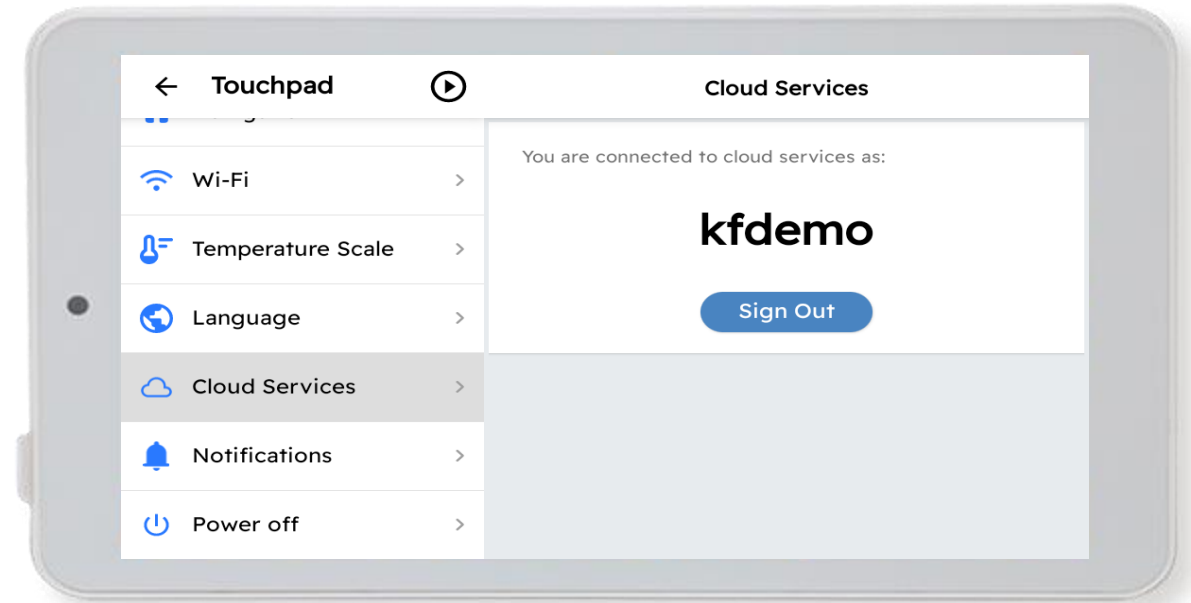 Touchpad
Cloud Services
Wi-Fi
Temperature Scale
Language
Cloud Services
Notifications
Power off
You are connected to cloud services as:
kfdemo
Sign Out